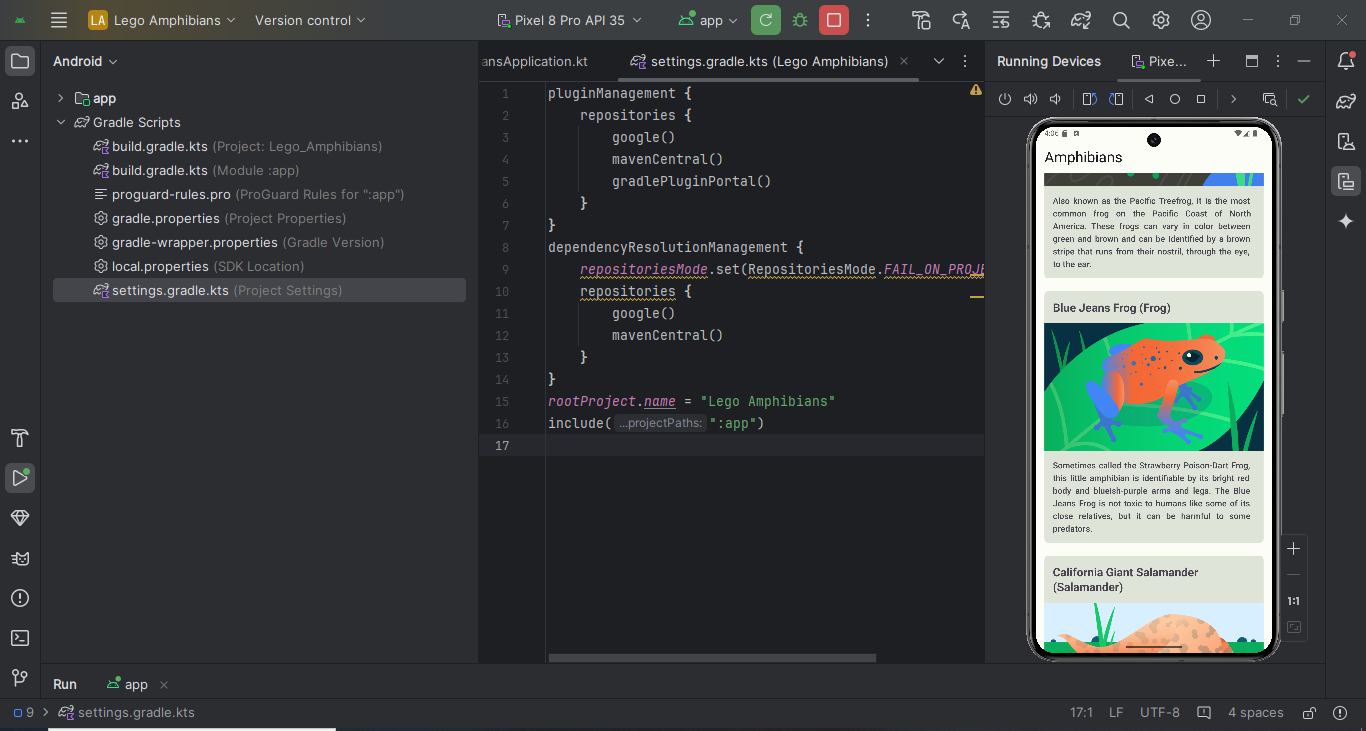 LA Lego Amphibians Version control Pixel 8 Pro API 35 app
Android
app
Gradle Scripts
build.gradle.kts (Project: Lego_Amphibians)
build.gradle.kts (Module :app)
proguard-rules.pro (ProGuard Rules for ":app")
gradle.properties (Project Properties)
gradle-wrapper.properties (Gradle Version)
local.properties (SDK Location)
settings.gradle.kts (Project Settings)
ansApplication.kt settings.gradle.kts (Lego Amphibians)
1 pluginManagement {
2 repositories {
3 google()
4 mavenCentral()
5 gradlePluginPortal()
6 }
7 }
8 dependencyResolutionManagement {
9 repositoriesMode.set(RepositoriesMode.FAIL_ON_PROJE
10 repositories {
11 google()
12 mavenCentral()
13 }
14 }
15 rootProject.name = "Lego Amphibians"
16 include( ...projectPaths: ":app")
17
Running Devices Pixe...
4:06
Amphibians
Also known as the Pacific Treefrog, it is the most
common frog on the Pacific Coast of North
America. These frogs can vary in color between
green and brown and can be identified by a brown
stripe that runs from their nostril, through the eye,
to the ear.
Blue Jeans Frog (Frog)
Sometimes called the Strawberry Poison-Dart Frog,
this little amphibian is identifiable by its bright red
body and blueish-purple arms and legs. The Blue
Jeans Frog is not toxic to humans like some of its
close relatives, but it can be harmful to some
predators.
California Giant Salamander
(Salamander)
1:1
Run app
9 settings.gradle.kts 17:1 LF UTF-8 4 spaces